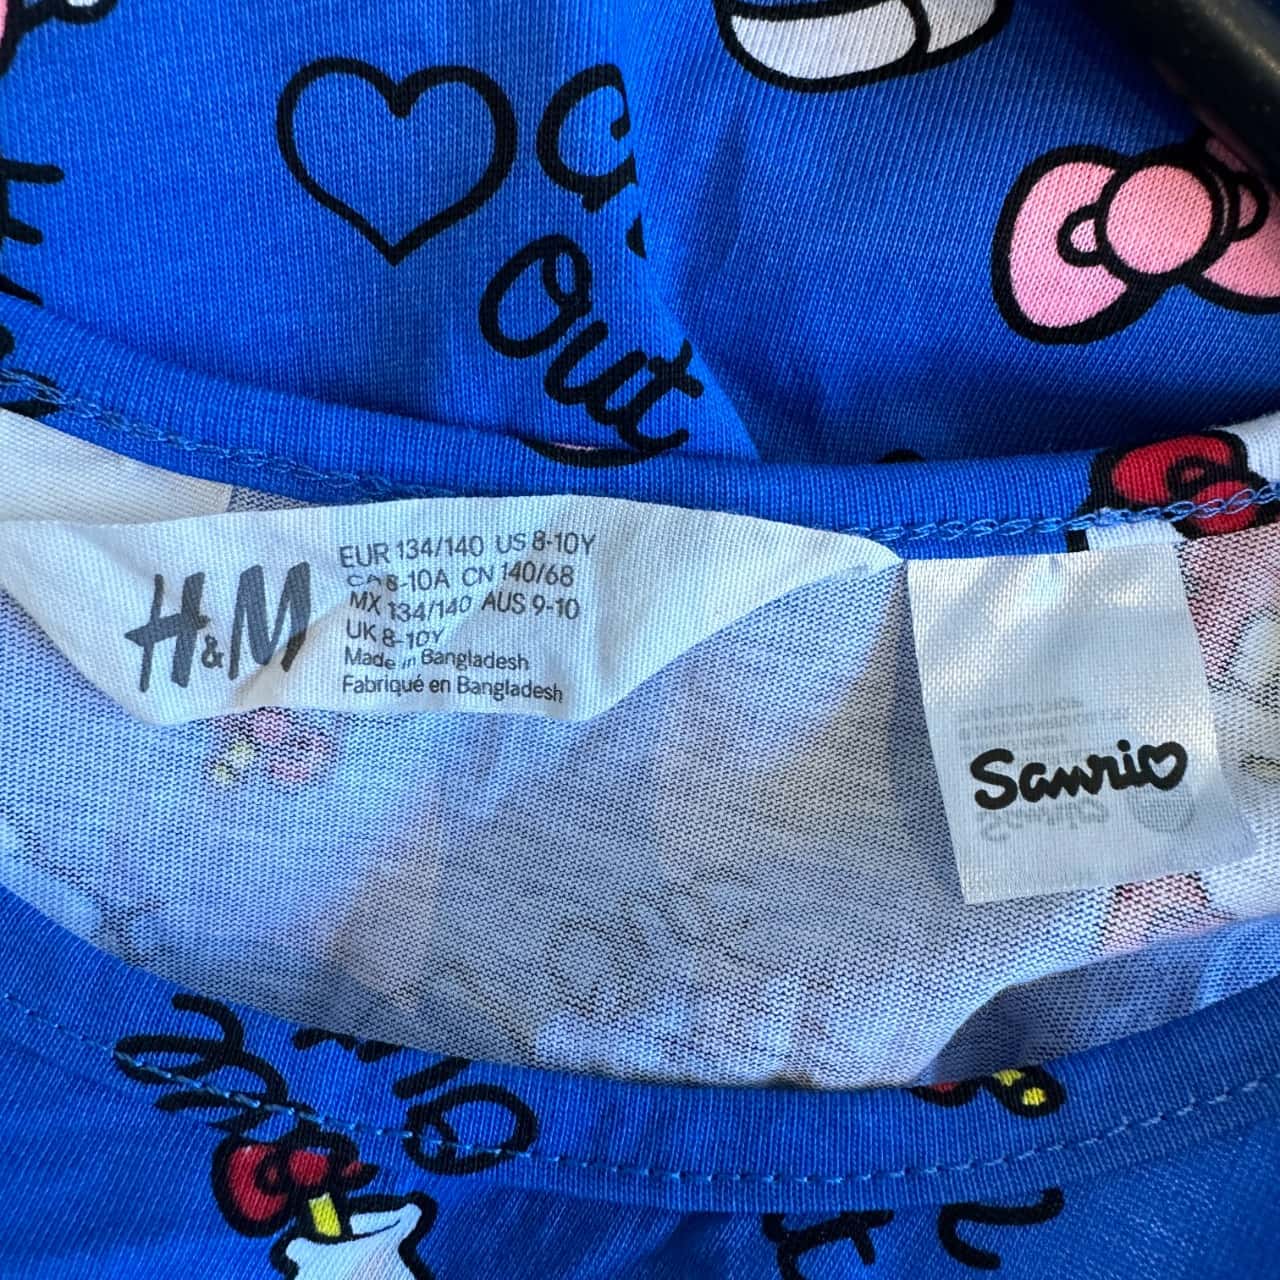 Out
H&M
EUR 134/140 US 8-10Y
CA 8-10A CN 140/68
MX 134/140 AUS 9-10
UK 8-10Y
Made in Bangladesh
Fabriqué en Bangladesh
Sanrio